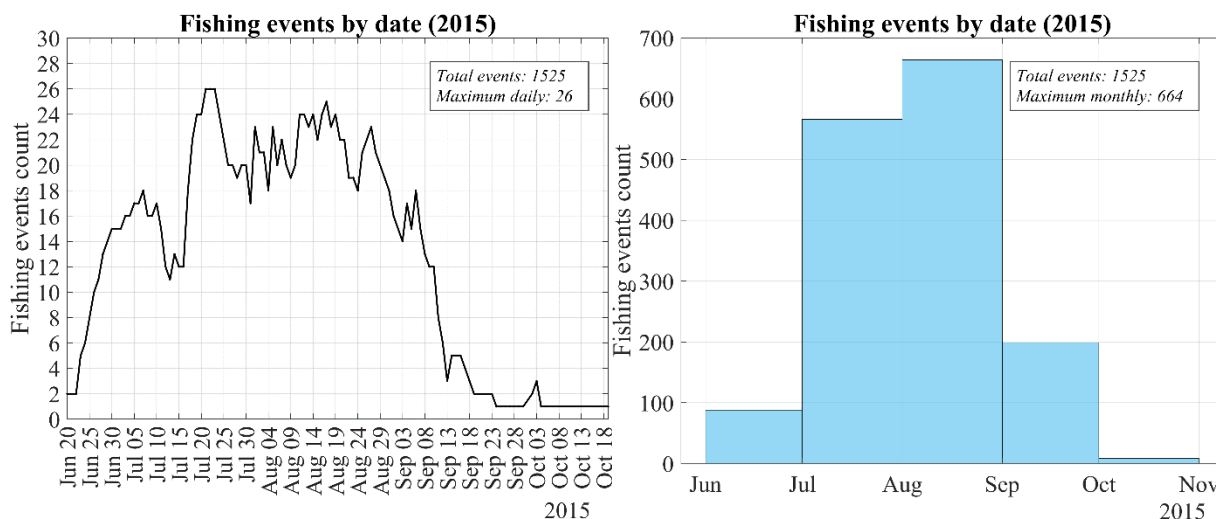 Fishing events by date (2015)
Fishing events count
30
28
26
24
22
20
18
16
14
12
10
8
6
4
2
0
Total events: 1525
Maximum daily: 26
Jun 20
Jun 25
Jun 30
Jul 05
Jul 10
Jul 15
Jul 20
Jul 25
Jul 30
Aug 04
Aug 09
Aug 14
Aug 19
Aug 24
Aug 29
Sep 03
Sep 08
Sep 13
Sep 18
Sep 23
Sep 28
Oct 03
Oct 08
Oct 13
Oct 18
2015
Fishing events by date (2015)
Fishing events count
700
600
500
400
300
200
100
0
Total events: 1525
Maximum monthly: 664
Jun
Jul
Aug
Sep
Oct
Nov
2015